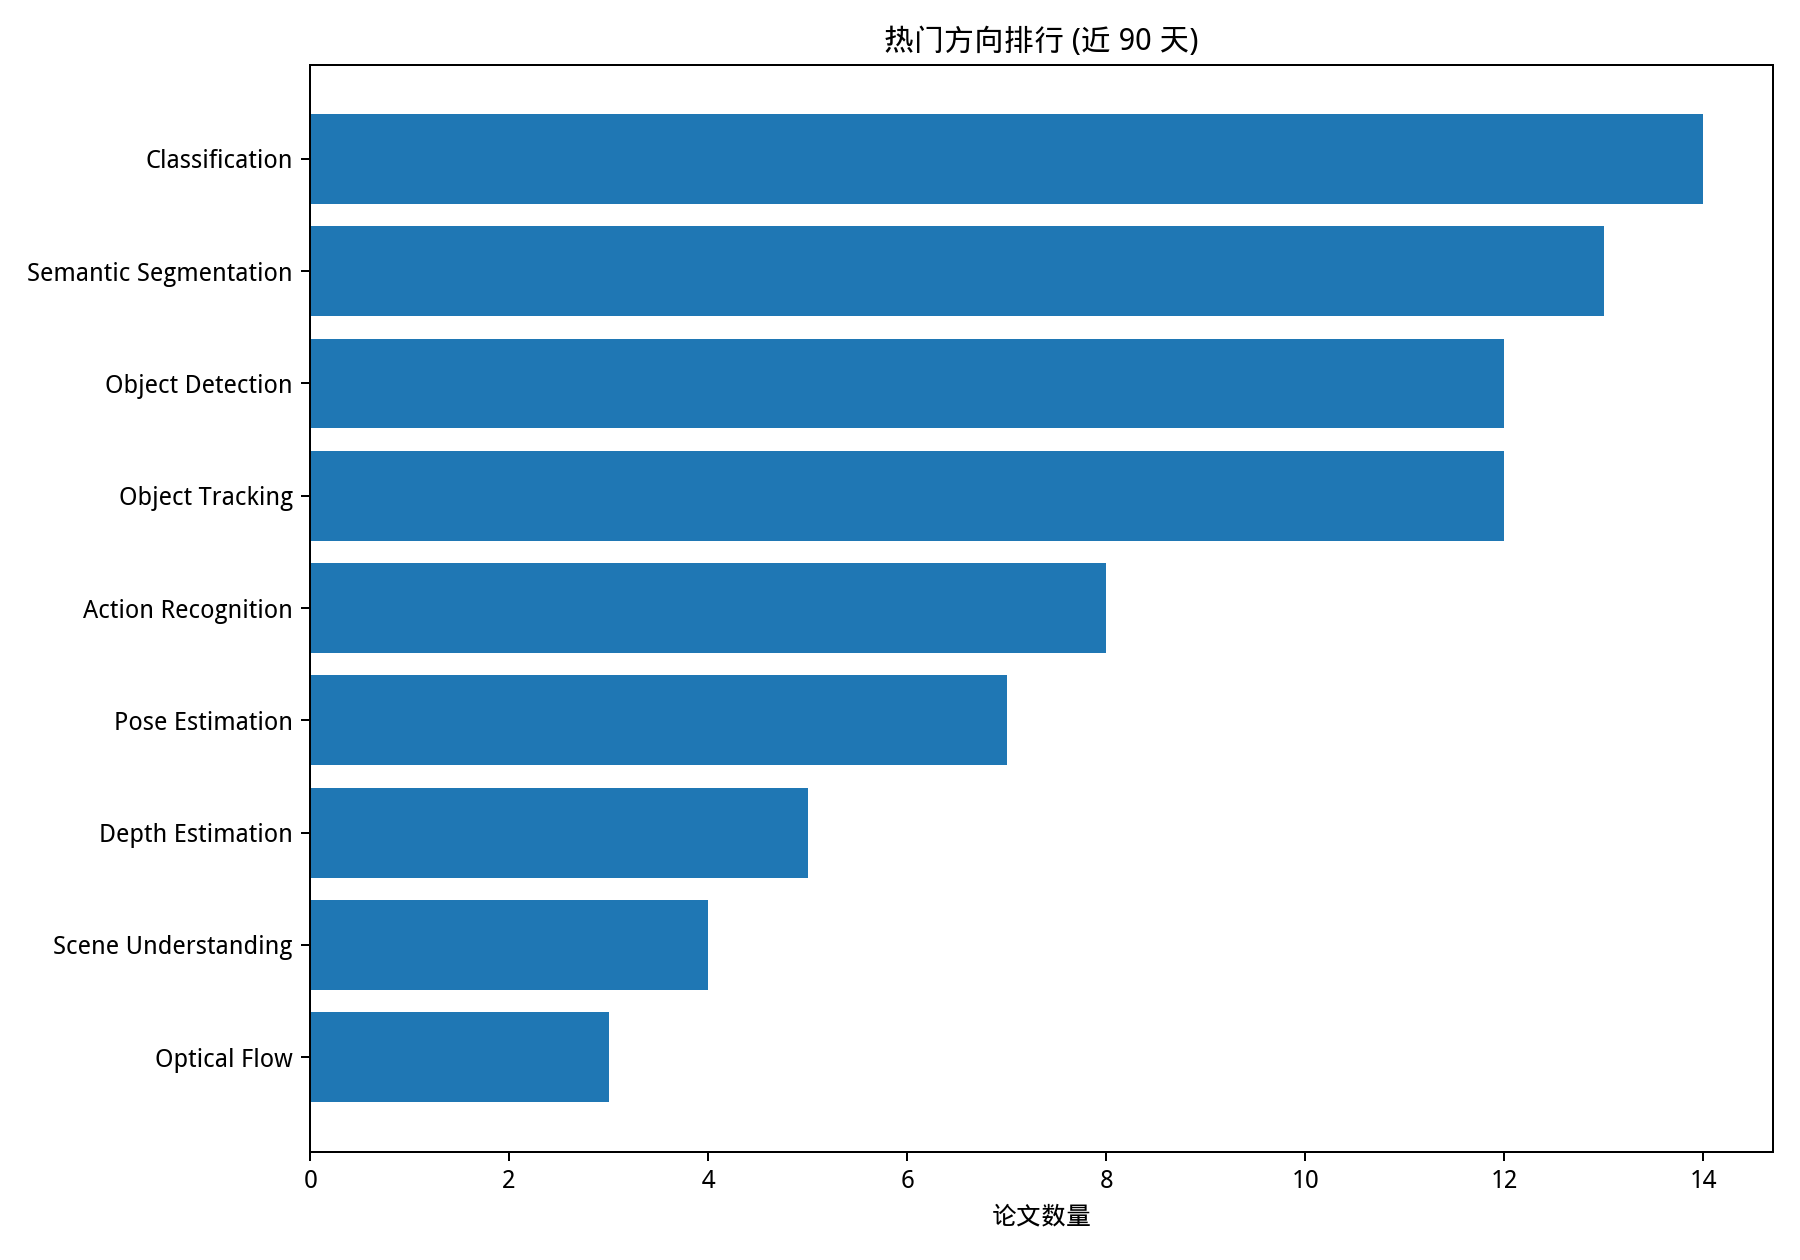 热门方向排行 (近 90 天)
Classification
Semantic Segmentation
Object Detection
Object Tracking
Action Recognition
Pose Estimation
Depth Estimation
Scene Understanding
Optical Flow
0 2 4 6 8 10 12 14
论文数量